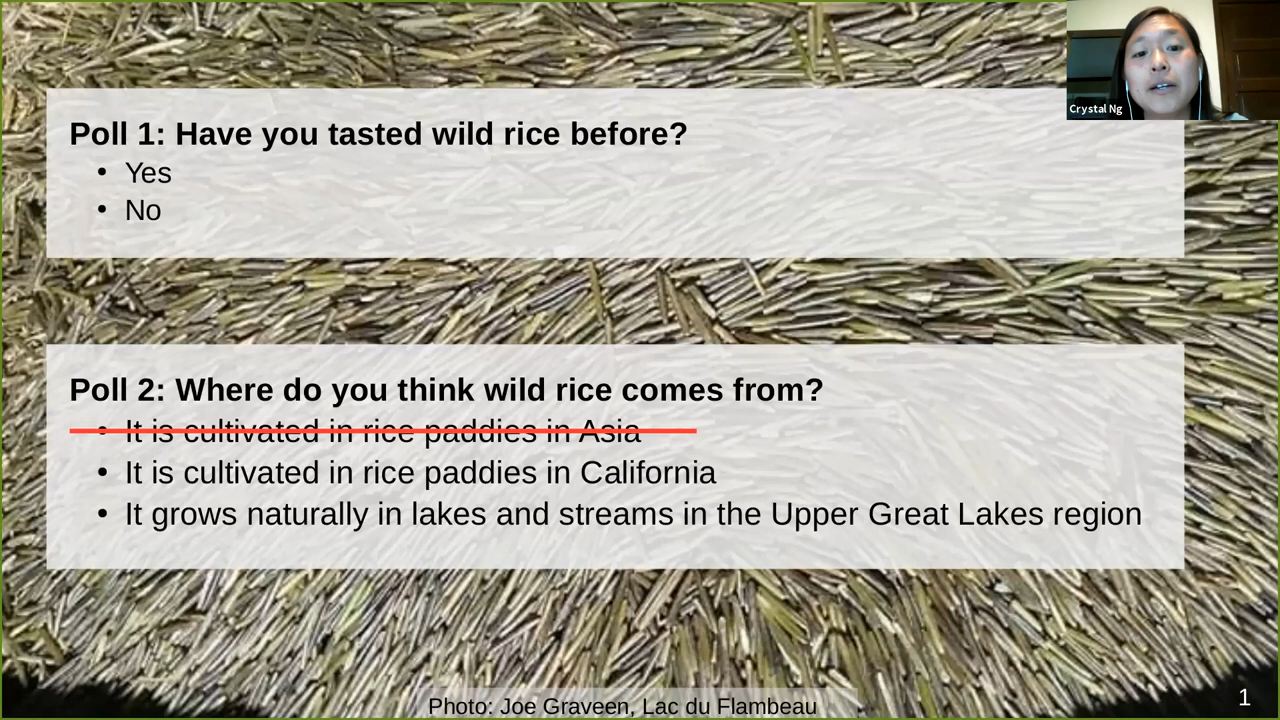 Crystal Ng
Poll 1: Have you tasted wild rice before?
• Yes
• No
Poll 2: Where do you think wild rice comes from?
• It is cultivated in rice paddies in Asia
• It is cultivated in rice paddies in California
• It grows naturally in lakes and streams in the Upper Great Lakes region
Photo: Joe Graveen, Lac du Flambeau
1